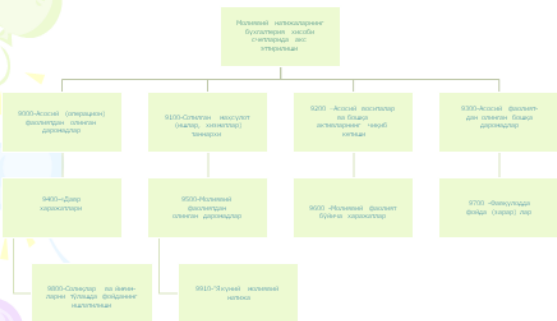 Молиявий натижаларнинг
бухгалтерия хисоби
счетларида акс
эттирилиши
9000-Асосий (операцион)
фаолиятдан олинган
даромадлар
9100-Сотилган махсулот
(ишлар, хизматлар)
таннархи
9200 -Асосий воситалар
ва бошқа
активларнинг чиқиб
кетиши
9300-Асосий фаолият-
дан олинган бошқа
даромадлар
9400-Давр
харажатлари
9500-Молиявий
фаолиятдан
олинган даромадлар
9600 -Молиявий фаолият
бўйича харажатлар
9700 -Фавқулодда
фойда (зарар) лар
9800-Солиқлар ва йиғим-
ларни тўлашда фойданинг
ишлатилиши
9910-"Якуний молиявий
натижа